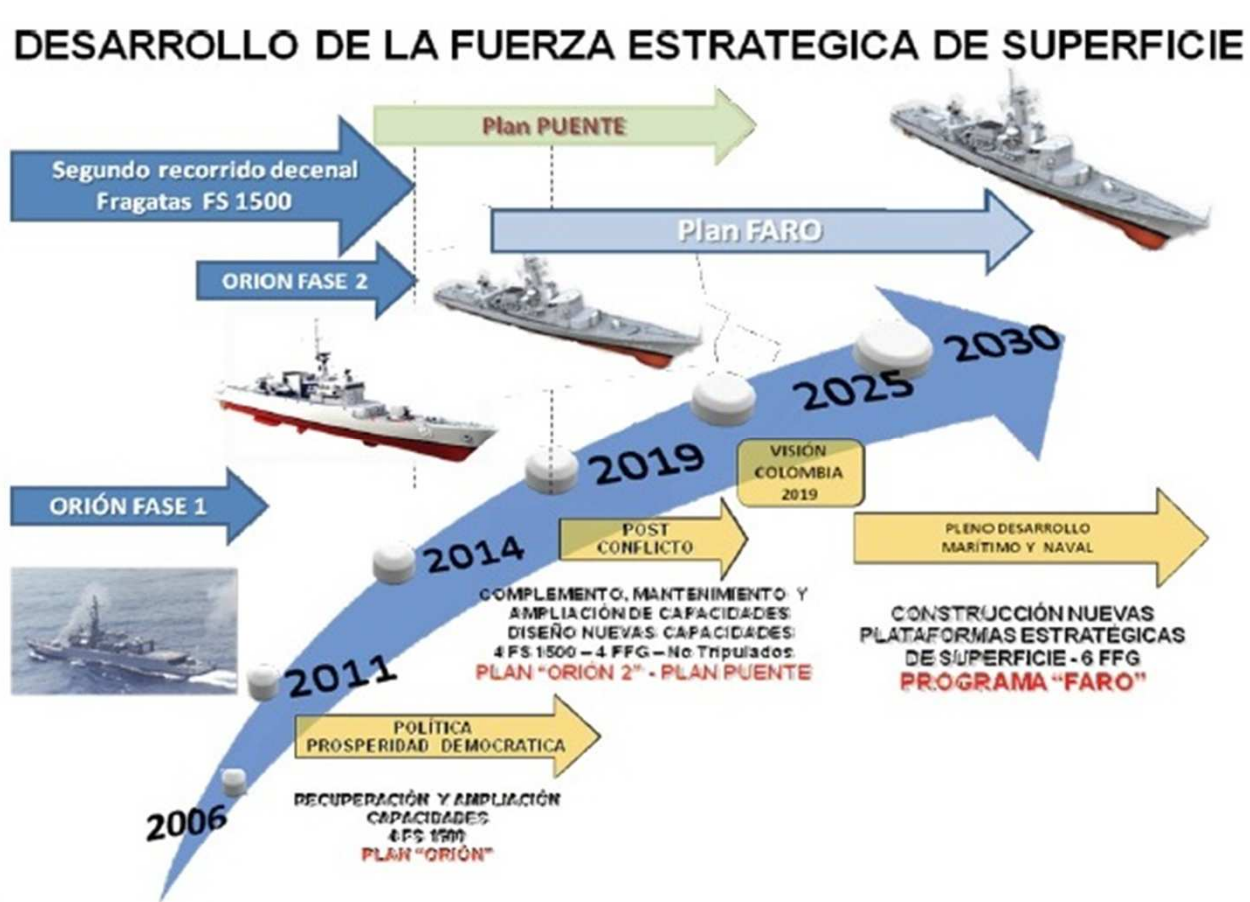 DESARROLLO DE LA FUERZA ESTRATEGICA DE SUPERFICIE
Plan PUENTE
Segundo recorrido decenal
Fragatas FS 1500
Plan FARO
ORION FASE 2
ORIÓN FASE 1
2030
2025
2019
2014
2011
2006
VISIÓN
COLOMBIA
2019
POST
CONFLICTO
PLENO DESARROLLO
MARÍTIMO Y NAVAL
COMPLEMENTO, MANTENIMIENTO Y
AMPLIACIÓN DE CAPACIDADES
DISEÑO NUEVAS CAPACIDADES
4 FS 1500 – 4 FFG – No Tripulados
PLAN "ORIÓN 2" - PLAN PUENTE
CONSTRUCCIÓN NUEVAS
PLATAFORMAS ESTRATÉGICAS
DE SUPERFICIE - 6 FFG
PROGRAMA "FARO"
POLÍTICA
PROSPERIDAD DEMOCRATICA
RECUPERACIÓN Y AMPLIACIÓN
CAPACIDADES
4 FS 1500
PLAN "ORIÓN"